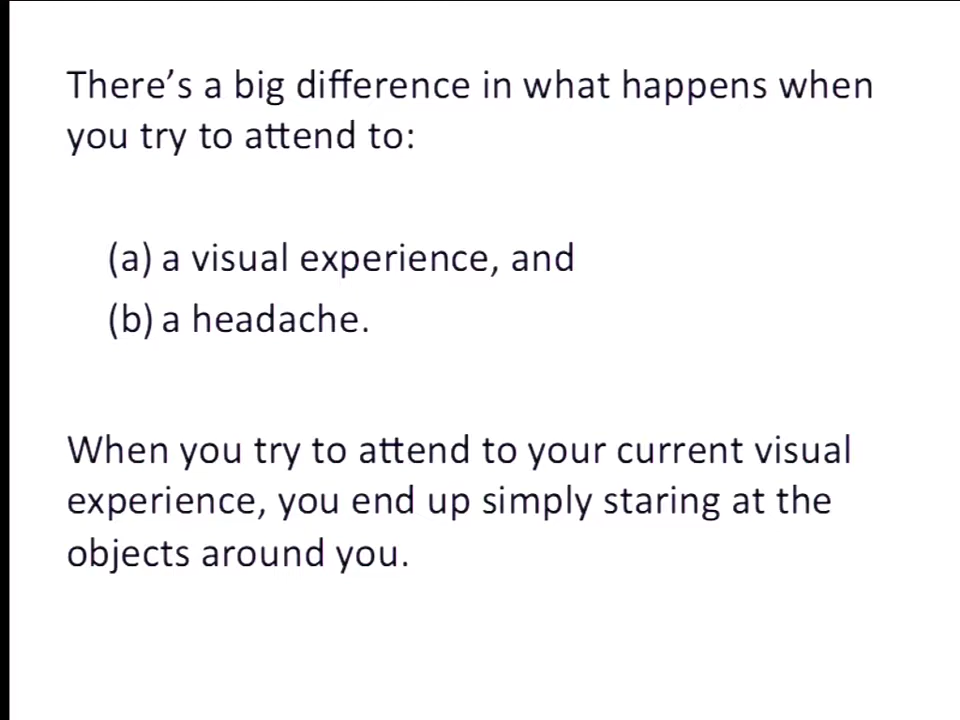 There’s a big difference in what happens when
you try to attend to:
(a) a visual experience, and
(b) a headache.
When you try to attend to your current visual
experience, you end up simply staring at the
objects around you.